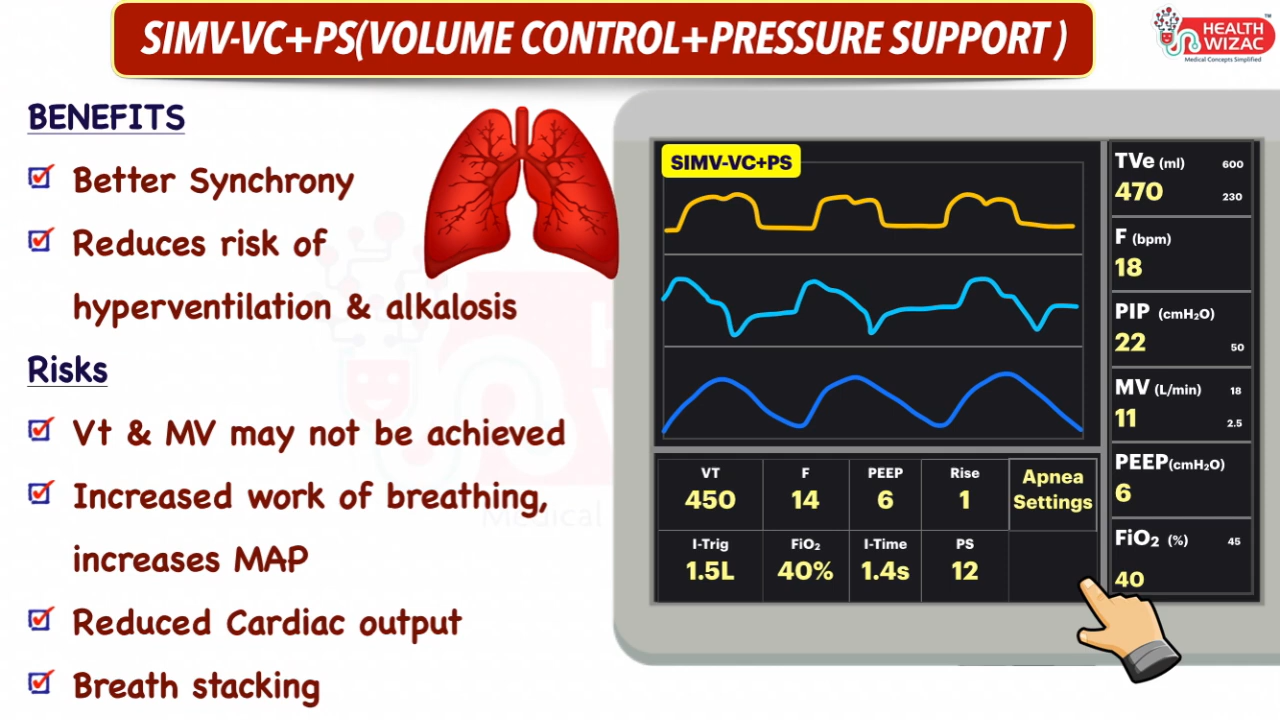 SIMV-VC+PS(VOLUME CONTROL+PRESSURE SUPPORT )
HEALTH
WIZAC
TM
Medical Concepts Simplified
BENEFITS
Better Synchrony
Reduces risk of
hyperventilation & alkalosis
Risks
Vt & MV may not be achieved
Increased work of breathing,
increases MAP
Reduced Cardiac output
Breath stacking
Medical
SIMV-VC+PS
TVe (ml) 600
470 230
F (bpm)
18
PIP (cmH₂O)
22 50
MV (L/min) 18
11 2.5
PEEP(cmH₂O)
6
FiO₂ (%) 45
40
VT F PEEP Rise Apnea
450 14 6 1 Settings
I-Trig FiO₂ I-Time PS
1.5L 40% 1.4s 12